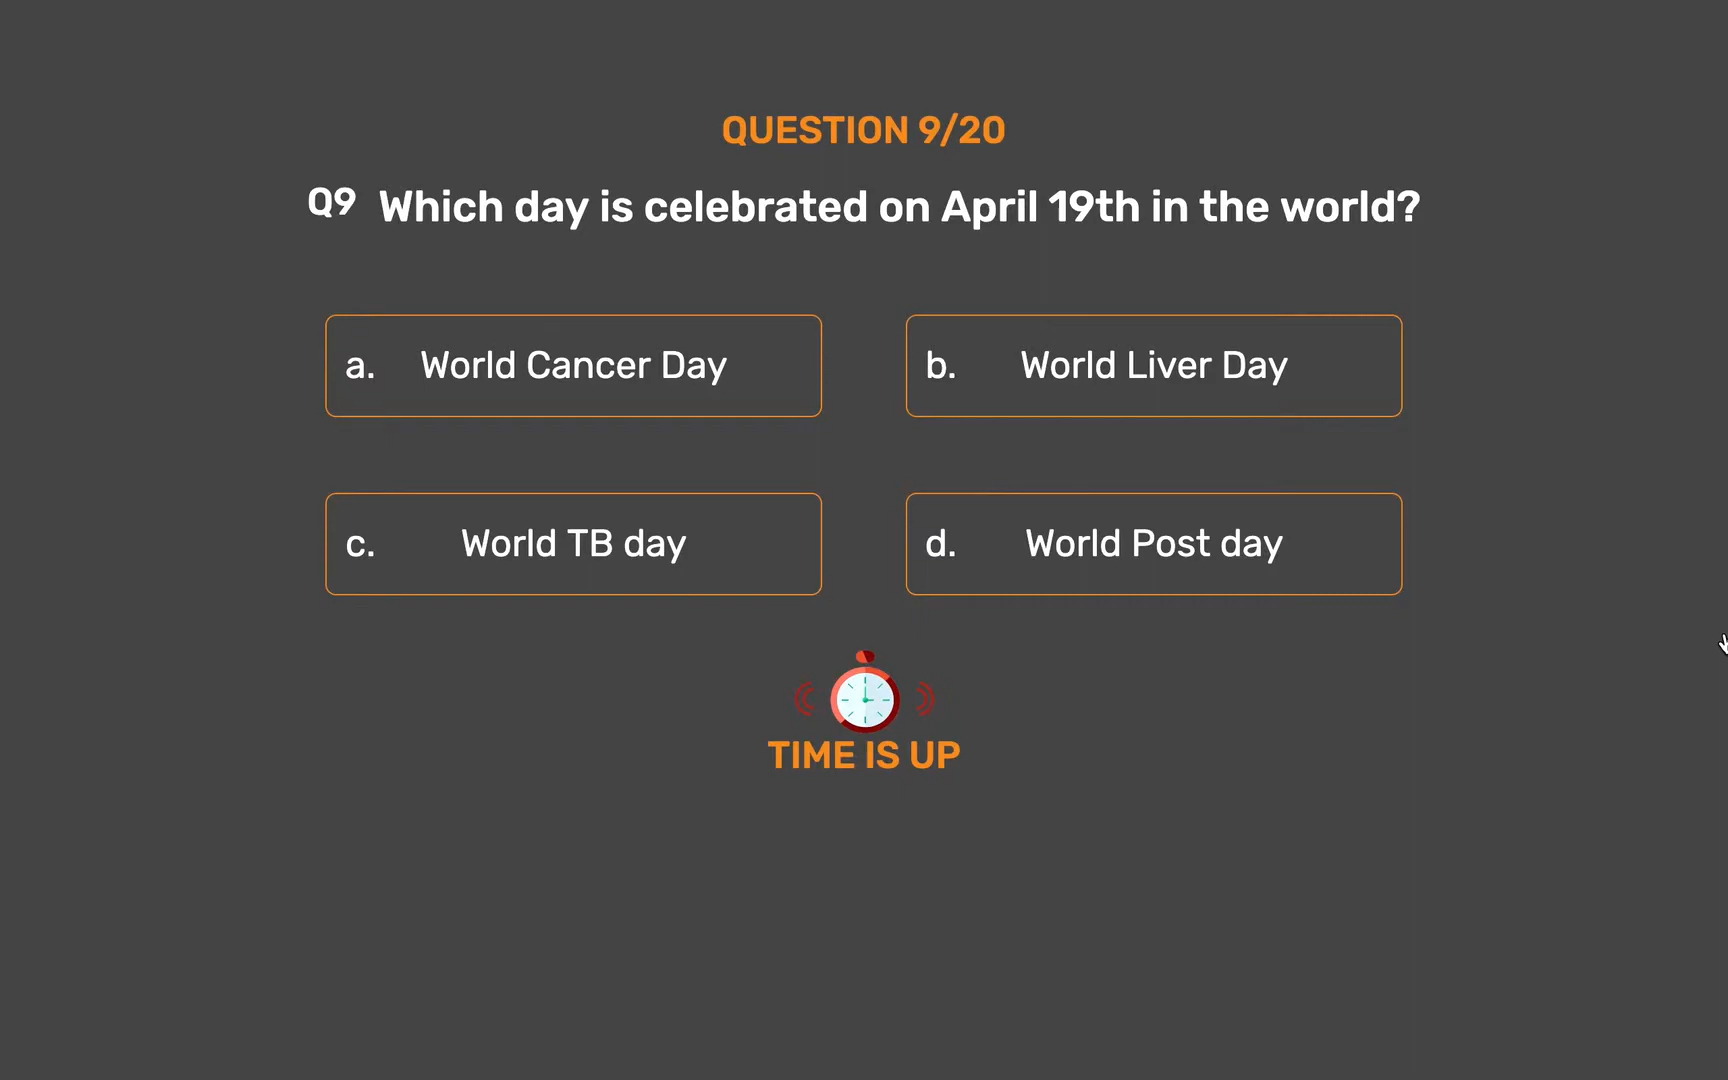 QUESTION 9/20
Q9 Which day is celebrated on April 19th in the world?
a. World Cancer Day
b. World Liver Day
c. World TB day
d. World Post day
TIME IS UP